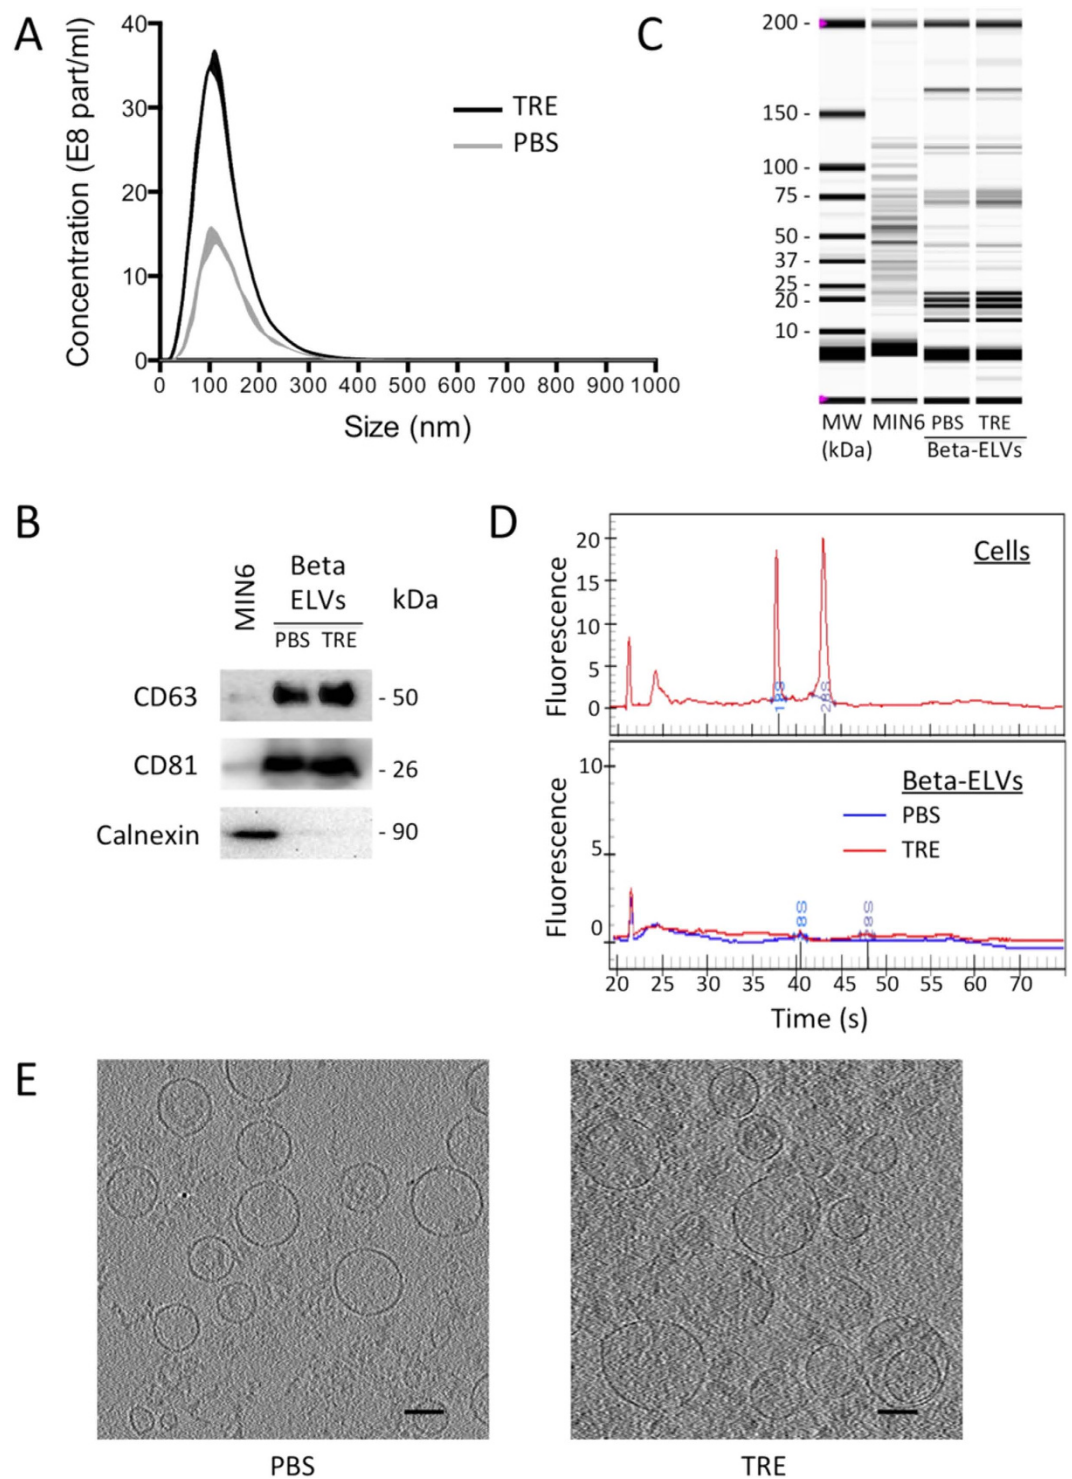 A
Concentration (E8 part/ml)
40
30
20
10
0
TRE
PBS
0 100 200 300 400 500 600 700 800 900 1000
Size (nm)
C
200 -
150 -
100 -
75 -
50 -
37 -
25 -
20 -
10 -
MW MIN6 PBS TRE
(kDa) Beta-ELVs
B
MIN6
Beta
ELVs
kDa
PBS TRE
CD63 - 50
CD81 - 26
Calnexin - 90
D
Fluorescence
20
15
10
5
0
Cells
18S 28S
Fluorescence
10
5
0
Beta-ELVs
PBS
TRE
20 25 30 35 40 45 50 55 60 70
Time (s)
E
PBS TRE